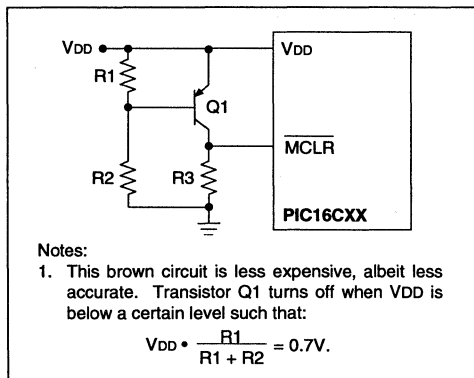 VDD
VDD
R1
Q1
MCLR
R2
R3
PIC16CXX
Notes:
1. This brown circuit is less expensive, albeit less
accurate. Transistor Q1 turns off when VDD is
below a certain level such that:
VDD • R1 / R1 + R2 = 0.7V.